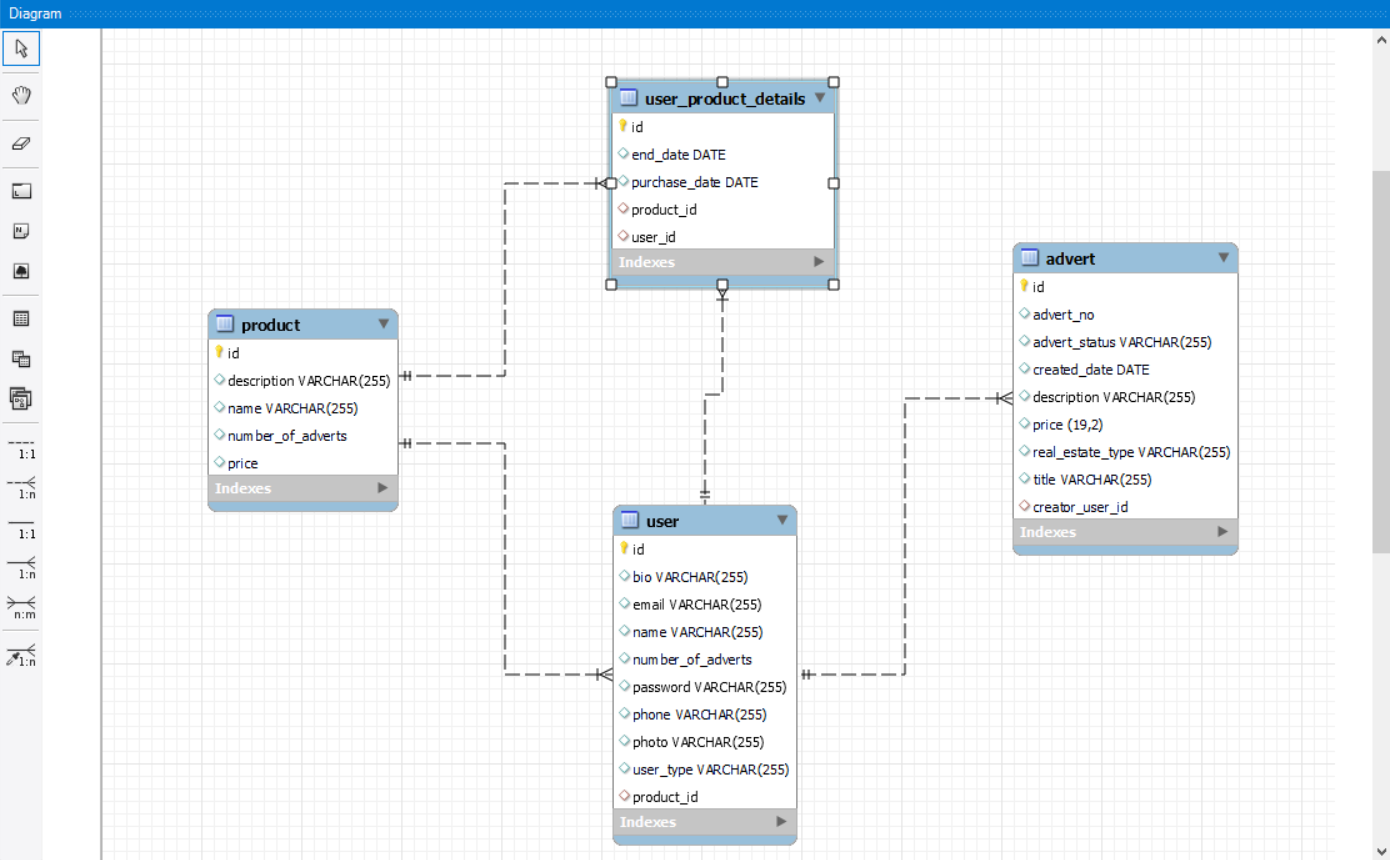 Diagram
1:1
1:n
1:1
1:n
n:m
1:n
user_product_details
id
end_date DATE
purchase_date DATE
product_id
user_id
Indexes
product
id
description VARCHAR(255)
name VARCHAR(255)
number_of_adverts
price
Indexes
user
id
bio VARCHAR(255)
email VARCHAR(255)
name VARCHAR(255)
number_of_adverts
password VARCHAR(255)
phone VARCHAR(255)
photo VARCHAR(255)
user_type VARCHAR(255)
product_id
Indexes
advert
id
advert_no
advert_status VARCHAR(255)
created_date DATE
description VARCHAR(255)
price (19,2)
real_estate_type VARCHAR(255)
title VARCHAR(255)
creator_user_id
Indexes